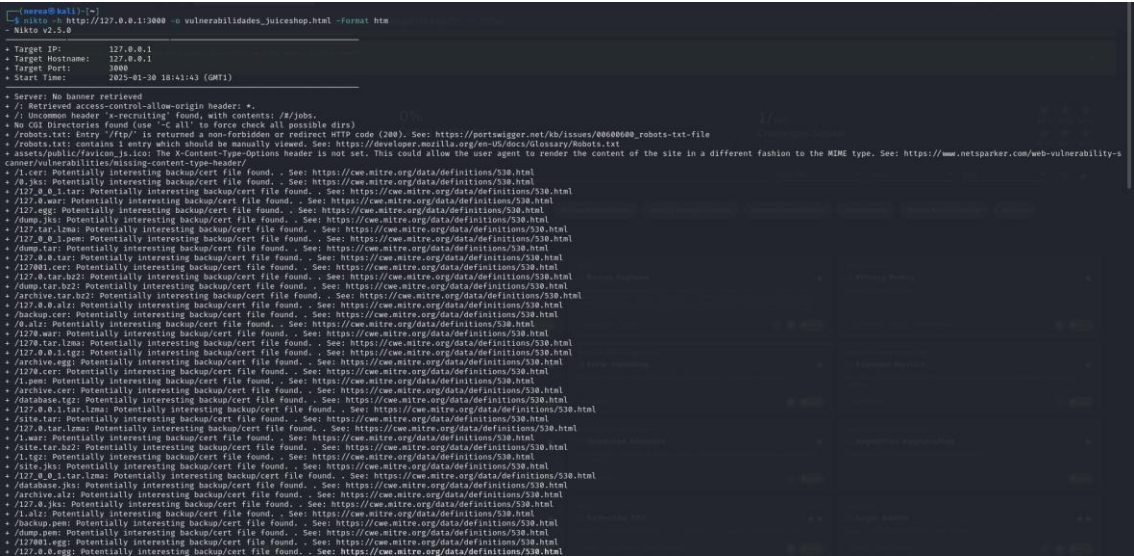 (nerea㉿kali)-[~]
$ nikto -h http://127.0.0.1:3000 -o vulnerabilidades_juiceshop.html -Format htm
- Nikto v2.5.0
+ Target IP: 127.0.0.1
+ Target Hostname: 127.0.0.1
+ Target Port: 3000
+ Start Time: 2025-01-30 18:41:43 (GMT1)
+ Server: No banner retrieved
+ /: Retrieved access-control-allow-origin header: *.
+ /: Uncommon header 'x-recruiting' found, with contents: /#/jobs.
+ No CGI Directories found (use '-C all' to force check all possible dirs)
+ /robots.txt: Entry '/ftp/' is returned a non-forbidden or redirect HTTP code (200). See: https://portswigger.net/kb/issues/00600600_robots-txt-file
+ /robots.txt: contains 1 entry which should be manually viewed. See: https://developer.mozilla.org/en-US/docs/Glossary/Robots.txt
+ assets/public/favicon_js.ico: The X-Content-Type-Options header is not set. This could allow the user agent to render the content of the site in a different fashion to the MIME type. See: https://www.netsparker.com/web-vulnerability-s
canner/vulnerabilities/missing-content-type-header/
+ /1.cer: Potentially interesting backup/cert file found. . See: https://cwe.mitre.org/data/definitions/530.html
+ /0.jks: Potentially interesting backup/cert file found. . See: https://cwe.mitre.org/data/definitions/530.html
+ /127_0_0_1.tar: Potentially interesting backup/cert file found. . See: https://cwe.mitre.org/data/definitions/530.html
+ /127.0.war: Potentially interesting backup/cert file found. . See: https://cwe.mitre.org/data/definitions/530.html
+ /127.egg: Potentially interesting backup/cert file found. . See: https://cwe.mitre.org/data/definitions/530.html
+ /dump.jks: Potentially interesting backup/cert file found. . See: https://cwe.mitre.org/data/definitions/530.html
+ /127.tar.lzma: Potentially interesting backup/cert file found. . See: https://cwe.mitre.org/data/definitions/530.html
+ /127_0_0_1.pem: Potentially interesting backup/cert file found. . See: https://cwe.mitre.org/data/definitions/530.html
+ /dump.tar: Potentially interesting backup/cert file found. . See: https://cwe.mitre.org/data/definitions/530.html
+ /127.0.0.tar: Potentially interesting backup/cert file found. . See: https://cwe.mitre.org/data/definitions/530.html
+ /127001.cer: Potentially interesting backup/cert file found. . See: https://cwe.mitre.org/data/definitions/530.html
+ /127.0.tar.bz2: Potentially interesting backup/cert file found. . See: https://cwe.mitre.org/data/definitions/530.html
+ /dump.tar.bz2: Potentially interesting backup/cert file found. . See: https://cwe.mitre.org/data/definitions/530.html
+ /archive.tar.bz2: Potentially interesting backup/cert file found. . See: https://cwe.mitre.org/data/definitions/530.html
+ /127.0.0.alz: Potentially interesting backup/cert file found. . See: https://cwe.mitre.org/data/definitions/530.html
+ /backup.cer: Potentially interesting backup/cert file found. . See: https://cwe.mitre.org/data/definitions/530.html
+ /0.alz: Potentially interesting backup/cert file found. . See: https://cwe.mitre.org/data/definitions/530.html
+ /1270.war: Potentially interesting backup/cert file found. . See: https://cwe.mitre.org/data/definitions/530.html
+ /1270.tar.lzma: Potentially interesting backup/cert file found. . See: https://cwe.mitre.org/data/definitions/530.html
+ /127.0.0.1.tgz: Potentially interesting backup/cert file found. . See: https://cwe.mitre.org/data/definitions/530.html
+ /archive.egg: Potentially interesting backup/cert file found. . See: https://cwe.mitre.org/data/definitions/530.html
+ /1270.cer: Potentially interesting backup/cert file found. . See: https://cwe.mitre.org/data/definitions/530.html
+ /1.pem: Potentially interesting backup/cert file found. . See: https://cwe.mitre.org/data/definitions/530.html
+ /archive.cer: Potentially interesting backup/cert file found. . See: https://cwe.mitre.org/data/definitions/530.html
+ /database.tgz: Potentially interesting backup/cert file found. . See: https://cwe.mitre.org/data/definitions/530.html
+ /127.0.0.1.tar.lzma: Potentially interesting backup/cert file found. . See: https://cwe.mitre.org/data/definitions/530.html
+ /site.tar: Potentially interesting backup/cert file found. . See: https://cwe.mitre.org/data/definitions/530.html
+ /127.0.tar.lzma: Potentially interesting backup/cert file found. . See: https://cwe.mitre.org/data/definitions/530.html
+ /1.war: Potentially interesting backup/cert file found. . See: https://cwe.mitre.org/data/definitions/530.html
+ /site.tar.bz2: Potentially interesting backup/cert file found. . See: https://cwe.mitre.org/data/definitions/530.html
+ /1.tgz: Potentially interesting backup/cert file found. . See: https://cwe.mitre.org/data/definitions/530.html
+ /site.jks: Potentially interesting backup/cert file found. . See: https://cwe.mitre.org/data/definitions/530.html
+ /127_0_0_1.tar.lzma: Potentially interesting backup/cert file found. . See: https://cwe.mitre.org/data/definitions/530.html
+ /database.jks: Potentially interesting backup/cert file found. . See: https://cwe.mitre.org/data/definitions/530.html
+ /archive.alz: Potentially interesting backup/cert file found. . See: https://cwe.mitre.org/data/definitions/530.html
+ /127.0.jks: Potentially interesting backup/cert file found. . See: https://cwe.mitre.org/data/definitions/530.html
+ /1.alz: Potentially interesting backup/cert file found. . See: https://cwe.mitre.org/data/definitions/530.html
+ /backup.pem: Potentially interesting backup/cert file found. . See: https://cwe.mitre.org/data/definitions/530.html
+ /dump.pem: Potentially interesting backup/cert file found. . See: https://cwe.mitre.org/data/definitions/530.html
+ /127001.egg: Potentially interesting backup/cert file found. . See: https://cwe.mitre.org/data/definitions/530.html
+ /127.0.0.egg: Potentially interesting backup/cert file found. . See: https://cwe.mitre.org/data/definitions/530.html